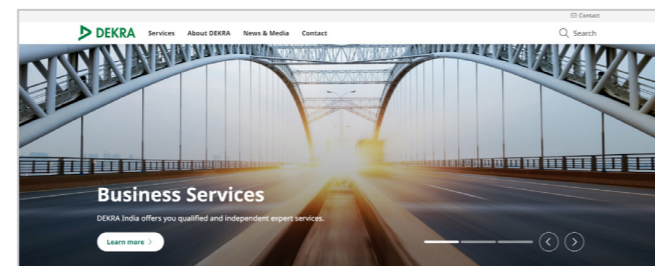 Contact
DEKRA Services About DEKRA News & Media Contact Search
Business Services
DEKRA India offers you qualified and independent expert services.
Learn more